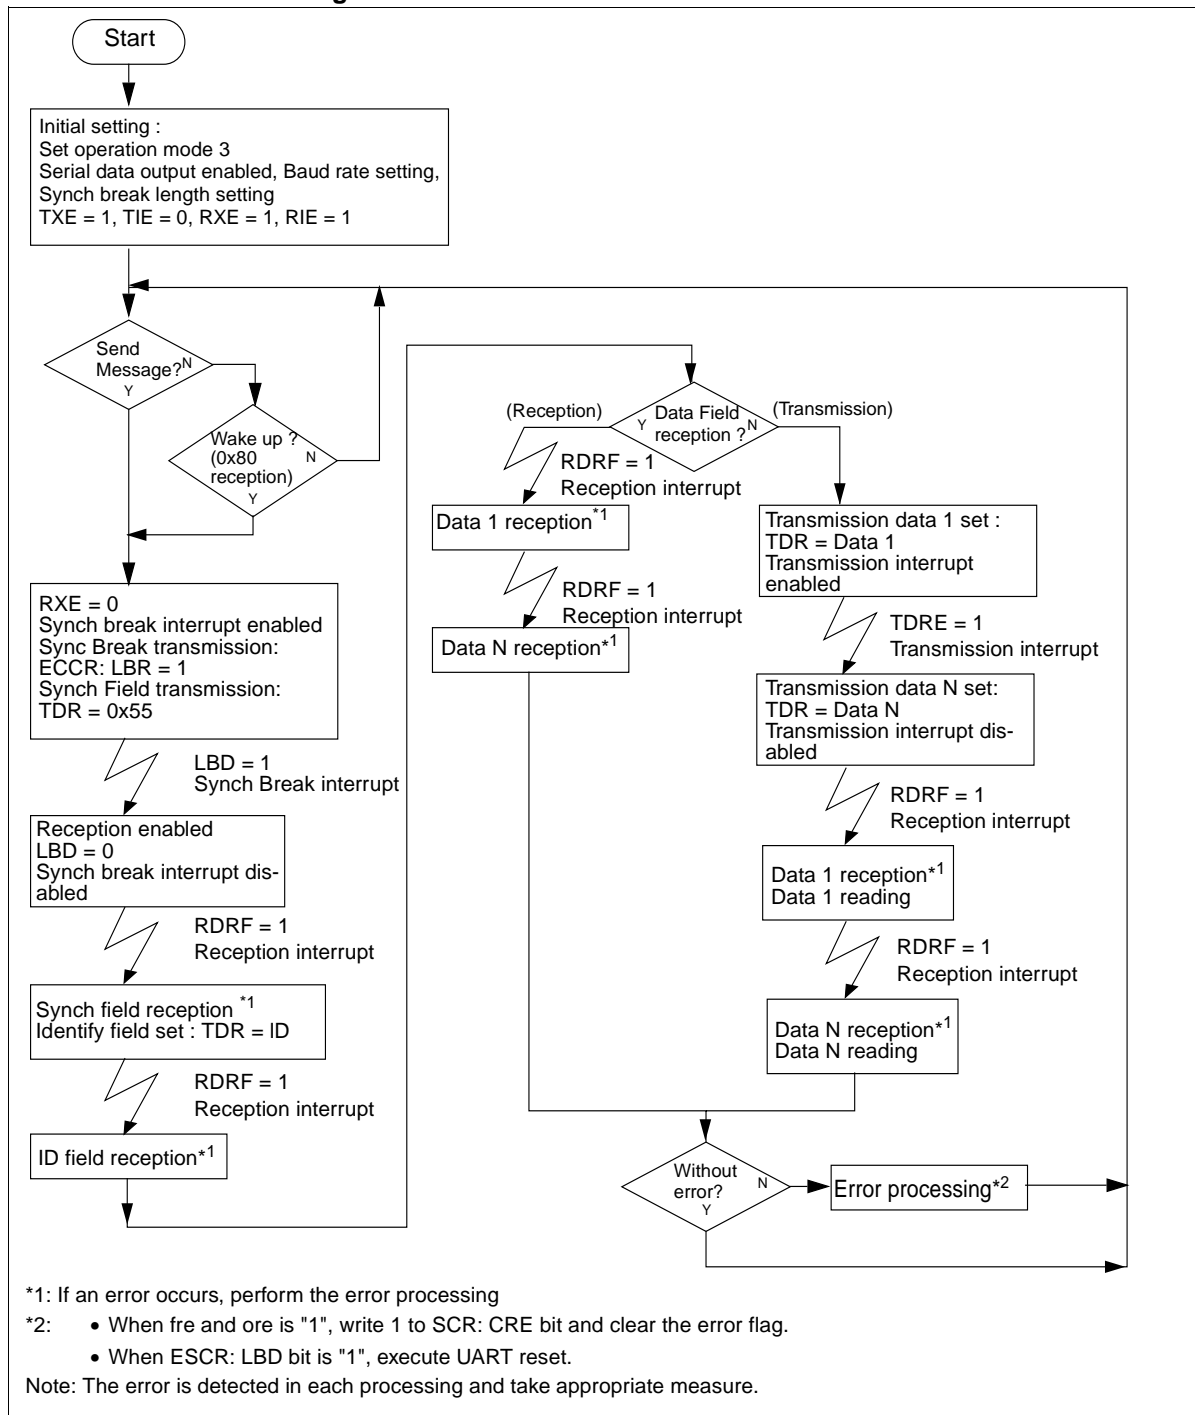 Start
Initial setting :
Set operation mode 3
Serial data output enabled, Baud rate setting,
Synch break length setting
TXE = 1, TIE = 0, RXE = 1, RIE = 1
Send
Message?
N
Y
Wake up ?
(0x80
reception)
N
Y
RXE = 0
Synch break interrupt enabled
Sync Break transmission:
ECCR: LBR = 1
Synch Field transmission:
TDR = 0x55
LBD = 1
Synch Break interrupt
Reception enabled
LBD = 0
Synch break interrupt dis-
abled
RDRF = 1
Reception interrupt
Synch field reception *1
Identify field set : TDR = ID
RDRF = 1
Reception interrupt
ID field reception*1
Data Field
reception ?
Y
N
(Reception)
(Transmission)
RDRF = 1
Reception interrupt
Data 1 reception*1
RDRF = 1
Reception interrupt
Data N reception*1
Transmission data 1 set :
TDR = Data 1
Transmission interrupt
enabled
TDRE = 1
Transmission interrupt
Transmission data N set:
TDR = Data N
Transmission interrupt dis-
abled
RDRF = 1
Reception interrupt
Data 1 reception*1
Data 1 reading
RDRF = 1
Reception interrupt
Data N reception*1
Data N reading
Without
error?
N
Y
Error processing*2
*1: If an error occurs, perform the error processing
*2: • When fre and ore is "1", write 1 to SCR: CRE bit and clear the error flag.
• When ESCR: LBD bit is "1", execute UART reset.
Note: The error is detected in each processing and take appropriate measure.